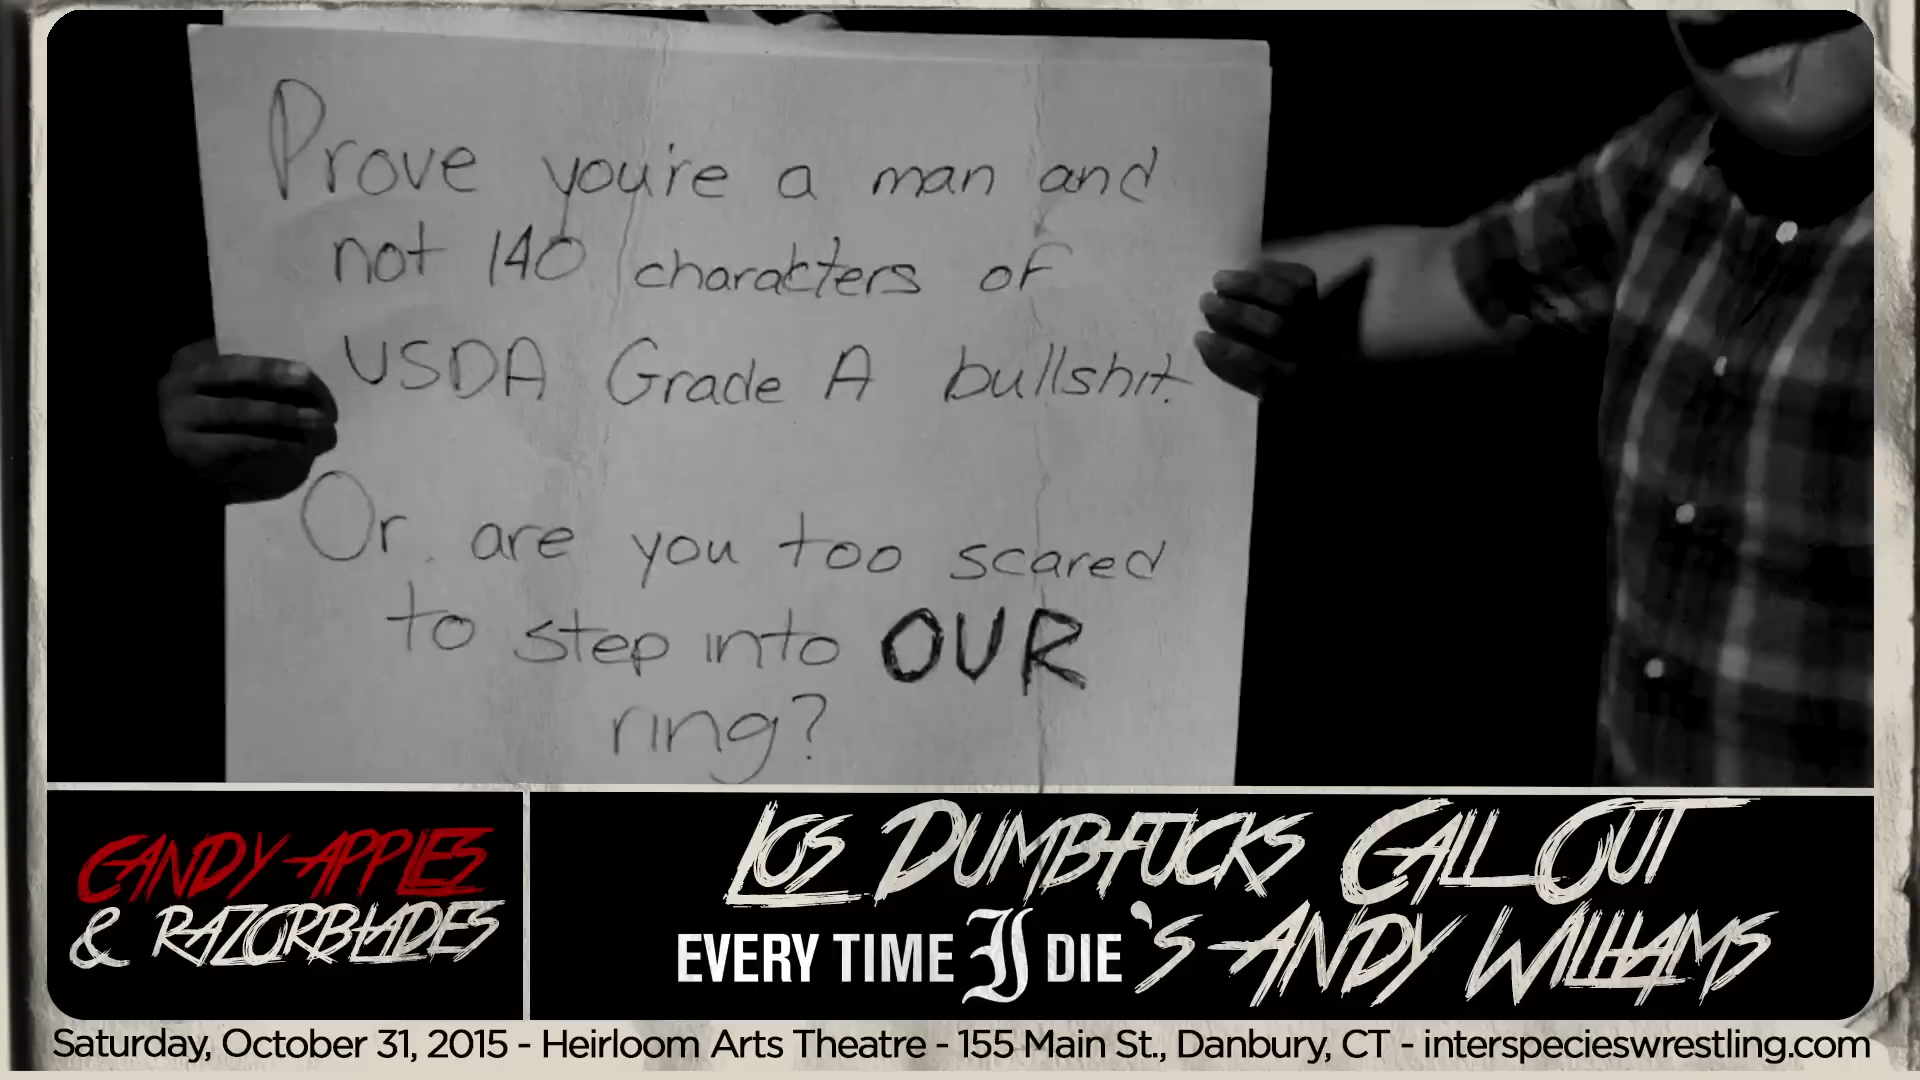 Prove you're a man and
not 140 characters of
USDA Grade A bullshit.
Or are you too scared
to step into OUR
ring?
CANDY APPLES
& RAZORBLADES
LOS DUMBFUCKS CALL OUT
EVERY TIME I DIE'S ANDY WILLIAMS
Saturday, October 31, 2015 - Heirloom Arts Theatre - 155 Main St., Danbury, CT - interspecieswrestling.com